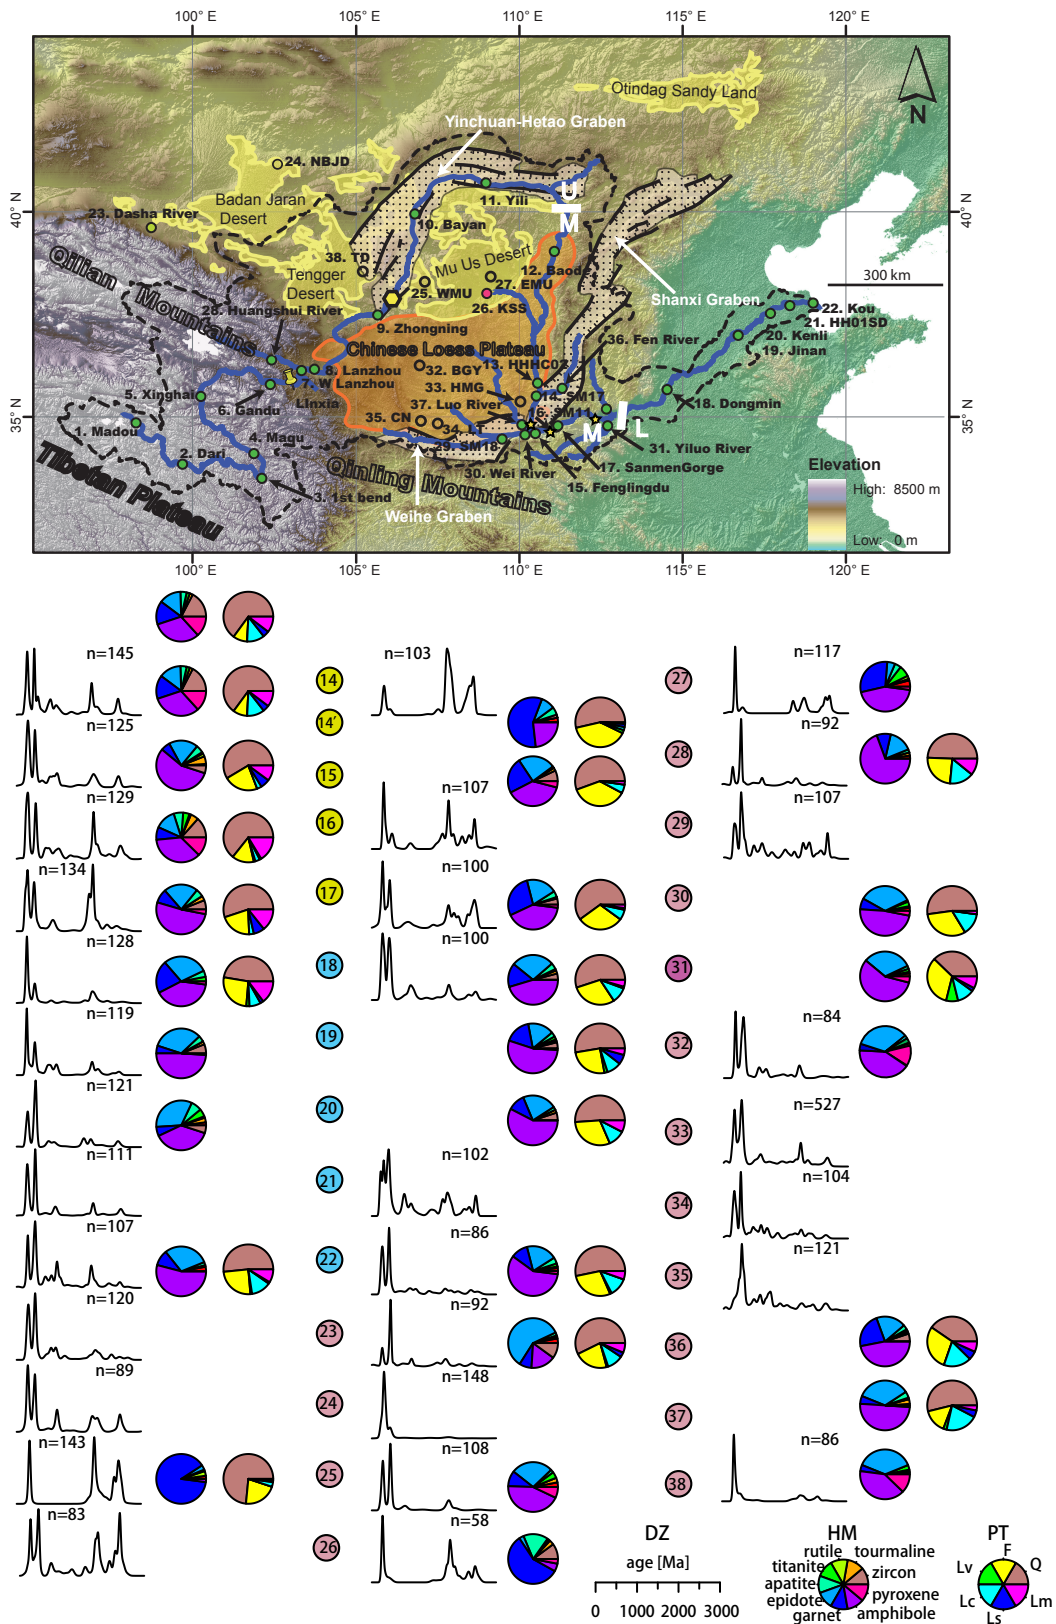 100° E 105° E 110° E 115° E 120° E
Otindag Sandy Land
N
Yinchuan-Hetao Graben
24. NBJD
Badan Jaran
Desert
11. Yili
U
40° N
40° N
23. Dasha River
10. Bayan
M
Mu Us Desert
38. TD
12. Baode
Qilian Mountains
Tengger
Desert
27. EMU
300 km
25. WMU
Shanxi Graben
28. Huangshui River
26. KSS
22. Kou
21. HH01SD
9. Zhongning
36. Fen River
20. Kenli
Chinese Loess Plateau
19. Jinan
13. HHHC02
8. Lanzhou
32. BGY
7. W Lanzhou
33. HMG
5. Xinghai
14. SM17
18. Dongmin
6. Gandu
LInxia
37. Luo River
35° N
35° N
35. CN
16. SM11
1. Madou
34. LT
M L
4. Maqu
29. SM18
31. Yiluo River
2. Dari
Elevation
30. Wei River
17. SanmenGorge
Tibetan Plateau
Qinling Mountains
High: 8500 m
3. 1st bend
15. Fenglingdu
Weihe Graben
Low: 0 m
100° E 105° E 110° E 115° E 120° E
n=145
n=125
n=129
n=134
n=128
n=119
n=121
n=111
n=107
n=120
n=89
n=143
n=83
14
14'
15
16
17
18
19
20
21
22
23
24
25
26
n=103
n=107
n=100
n=100
n=102
n=86
n=92
n=148
n=108
n=58
27
28
29
30
31
32
33
34
35
36
37
38
n=117
n=92
n=107
n=84
n=527
n=104
n=121
n=86
DZ
age [Ma]
0 1000 2000 3000
HM
rutile tourmaline
titanite zircon
apatite
epidote pyroxene
garnet amphibole
PT
F
Lv Q
Lc Lm
Ls